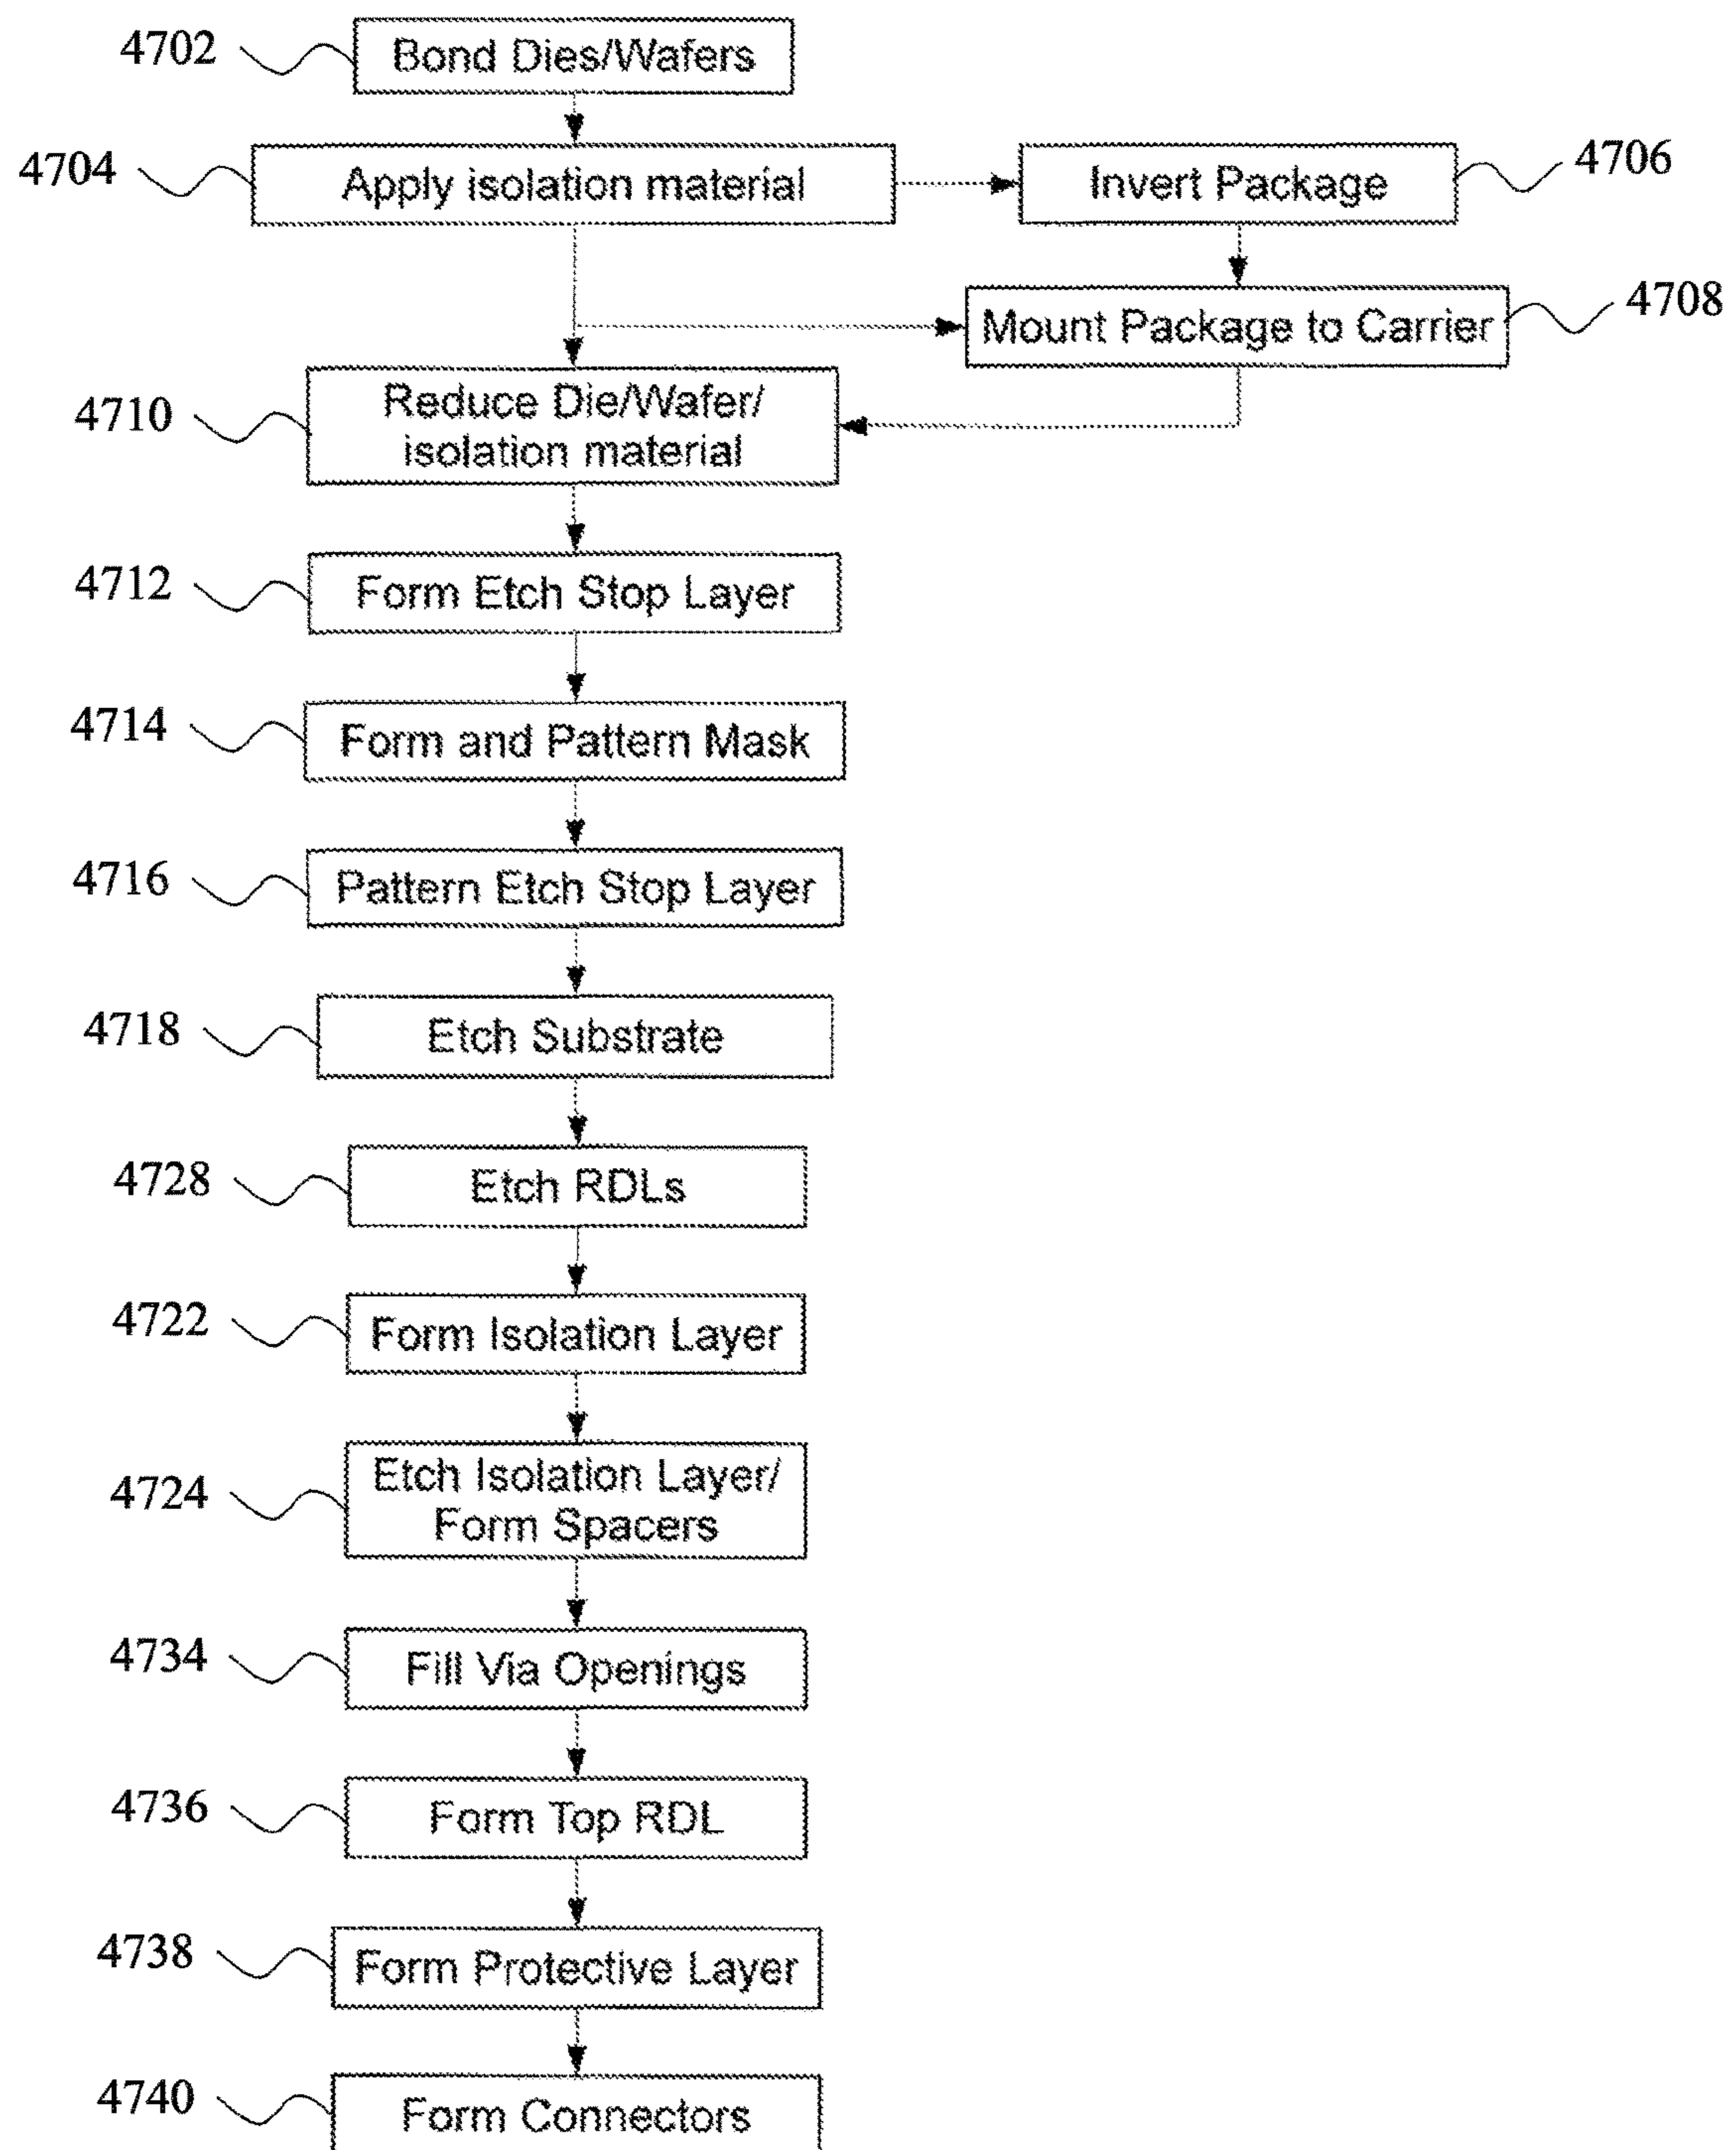 4702
Bond Dies/Wafers
4704
Apply isolation material
Invert Package
4706
Mount Package to Carrier
4708
4710
Reduce Die/Wafer/
isolation material
4712
Form Etch Stop Layer
4714
Form and Pattern Mask
4716
Pattern Etch Stop Layer
4718
Etch Substrate
4728
Etch RDLs
4722
Form Isolation Layer
4724
Etch Isolation Layer/
Form Spacers
4734
Fill Via Openings
4736
Form Top RDL
4738
Form Protective Layer
4740
Form Connectors